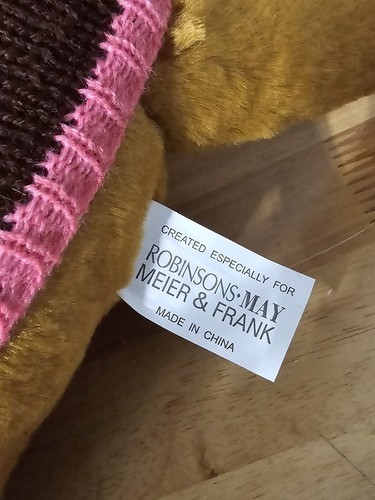 CREATED ESPECIALLY FOR
ROBINSONS·MAY
MEIER & FRANK
MADE IN CHINA